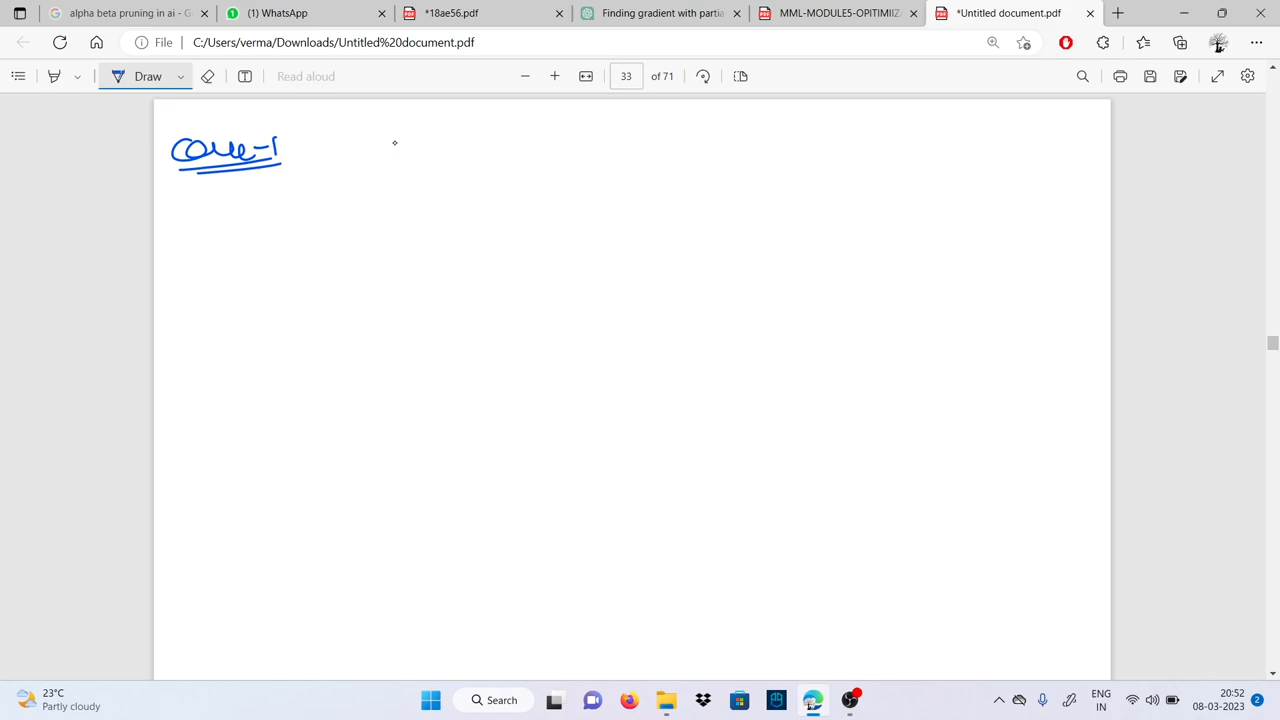 alpha beta pruning in ai - G
(1) WhatsApp
*18ae56.pdf
Finding gradient with partia
MML-MODULE5-OPITIMIIZ
*Untitled document.pdf
File
C:/Users/verma/Downloads/Untitled%20document.pdf
Draw
Read aloud
33 of 71
Case-1
23°C
Partly Cloudy
Search
ENG
IN
20:52
08-03-2023
2